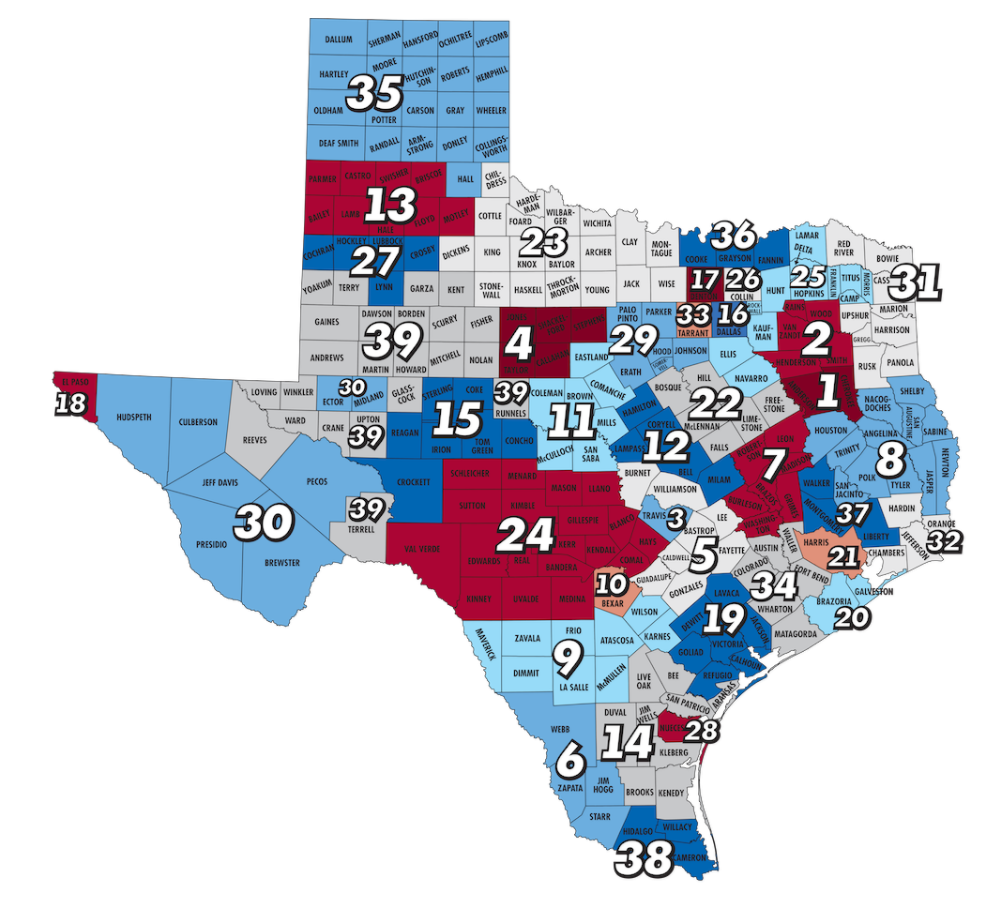 DALLUM
SHERMAN
HANSFORD
OCHILTREE
LIPSCOMB
HARTLEY
MOORE
HUTCHIN-
SON
ROBERTS
HEMPHILL
35
OLDHAM
POTTER
CARSON
GRAY
WHEELER
DEAF SMITH
RANDALL
ARM-
STRONG
DONLEY
COLLINGS-
WORTH
PARMER
CASTRO
SWISHER
BRISCOE
HALL
CHIL-
DRESS
13
BAILEY
LAMB
HALE
FLOYD
MOTLEY
COTTLE
HARDE-
MAN
FOARD
WILBAR-
GER
WICHITA
23
COCHRAN
HOCKLEY
LUBBOCK
CROSBY
DICKENS
KING
KNOX
BAYLOR
ARCHER
CLAY
MON-
TAGUE
27
YOAKUM
TERRY
LYNN
GARZA
KENT
STONE-
WALL
HASKELL
THROCK-
MORTON
YOUNG
JACK
WISE
36
COOKE
GRAYSON
FANNIN
LAMAR
DELTA
RED
RIVER
BOWIE
17
26
COLLIN
HUNT
25
HOPKINS
FRANKLIN
TITUS
MORRIS
CAMP
CASS
31
MARION
GAINES
DAWSON
BORDEN
SCURRY
FISHER
39
ANDREWS
MARTIN
HOWARD
MITCHELL
NOLAN
4
CALLAHAN
PALO
PINTO
PARKER
33
TARRANT
16
DALLAS
ROCK-
WALL
KAUF-
MAN
VAN
ZANDT
WOOD
UPSHUR
HARRISON
GREGG
2
HENDERSON
SMITH
RUSK
PANOLA
29
EASTLAND
ERATH
HOOD
JOHNSON
ELLIS
NAVARRO
1
EL PASO
18
HUDSPETH
CULBERSON
LOVING
WINKLER
30
ECTOR
MIDLAND
GLASS-
COCK
STERLING
COKE
39
RUNNELS
COLEMAN
BROWN
COMANCHE
BOSQUE
HILL
22
FREE-
STONE
LIME-
STONE
McLENNAN
REEVES
WARD
CRANE
UPTON
39
REAGAN
15
IRION
TOM
GREEN
CONCHO
11
McCULLOCH
SAN
SABA
MILLS
HAMILTON
CORYELL
12
LAMPASAS
BELL
FALLS
MILAM
LEON
ROBERT-
SON
7
MADISON
BRAZOS
GRIMES
BURLESON
WASHING-
TON
HOUSTON
NACOG-
DOCHES
SHELBY
ANGELINA
SAN
AUGUSTINE
SABINE
TRINITY
8
POLK
TYLER
JASPER
NEWTON
WALKER
SAN
JACINTO
MONTGOMERY
37
LIBERTY
HARDIN
ORANGE
32
JEFFERSON
CHAMBERS
JEFF DAVIS
PECOS
CROCKETT
30
PRESIDIO
BREWSTER
39
TERRELL
SCHLEICHER
MENARD
SUTTON
KIMBLE
MASON
LLANO
GILLESPIE
BLANCO
HAYS
24
VAL VERDE
EDWARDS
REAL
KERR
KENDALL
COMAL
BANDERA
KINNEY
UVALDE
MEDINA
BURNET
WILLIAMSON
TRAVIS
3
BASTROP
LEE
CALDWELL
5
FAYETTE
GUADALUPE
GONZALES
10
BEXAR
WILSON
AUSTIN
WALLER
HARRIS
21
COLORADO
34
FORT BEND
WHARTON
MATAGORDA
BRAZORIA
GALVESTON
20
LAVACA
19
DEWITT
JACKSON
VICTORIA
CALHOUN
GOLIAD
REFUGIO
MAVERICK
ZAVALA
FRIO
ATASCOSA
KARNES
9
DIMMIT
LA SALLE
McMULLEN
LIVE
OAK
BEE
SAN PATRICIO
ARANSAS
WEBB
DUVAL
JIM
WELLS
NUECES
28
14
KLEBERG
6
ZAPATA
JIM
HOGG
BROOKS
KENEDY
STARR
HIDALGO
WILLACY
38
CAMERON